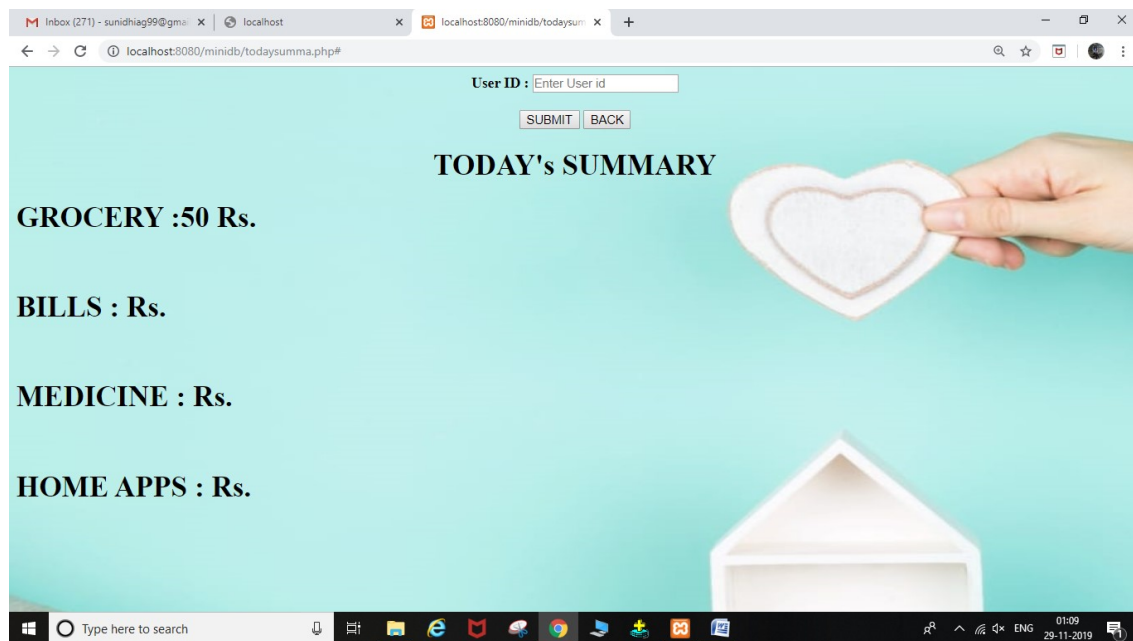 Inbox (271) - sunidhiag99@gmai
localhost
localhost:8080/minidb/todaysum
localhost:8080/minidb/todaysumma.php#
User ID : Enter User id
SUBMIT BACK
TODAY's SUMMARY
GROCERY :50 Rs.
BILLS : Rs.
MEDICINE : Rs.
HOME APPS : Rs.
Type here to search
ENG
01:09
29-11-2019